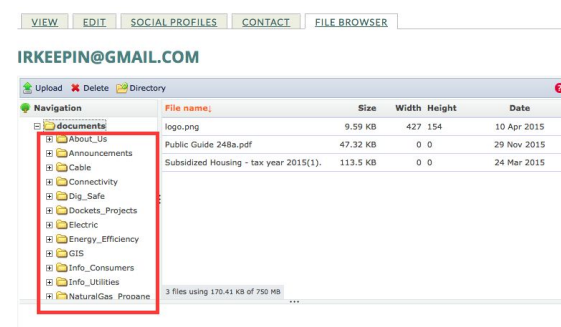 VIEW EDIT SOCIAL PROFILES CONTACT FILE BROWSER
IRKEEPIN@GMAIL.COM
Upload Delete Directory ?
Navigation File name↓ Size Width Height Date
documents
About_Us
Announcements
Cable
Connectivity
Dig_Safe
Dockets_Projects
Electric
Energy_Efficiency
GIS
Info_Consumers
Info_Utilities
NaturalGas_Propane
logo.png 9.59 KB 427 154 10 Apr 2015
Public Guide 248a.pdf 47.32 KB 0 0 29 Nov 2015
Subsidized Housing - tax year 2015(1). 113.5 KB 0 0 24 Mar 2015
3 files using 170.41 KB of 750 MB